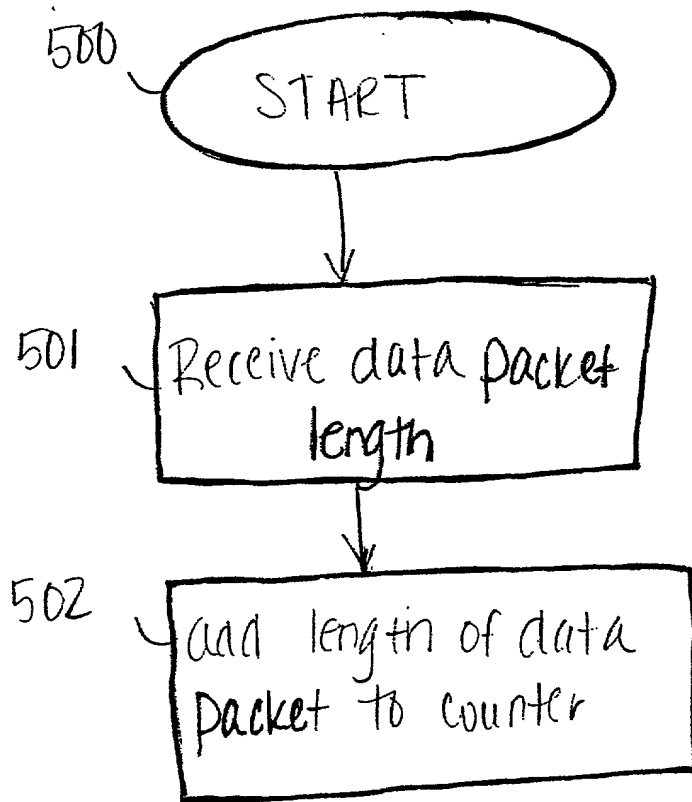 500
START
501
Receive data packet
length
502
add length of data
packet to counter